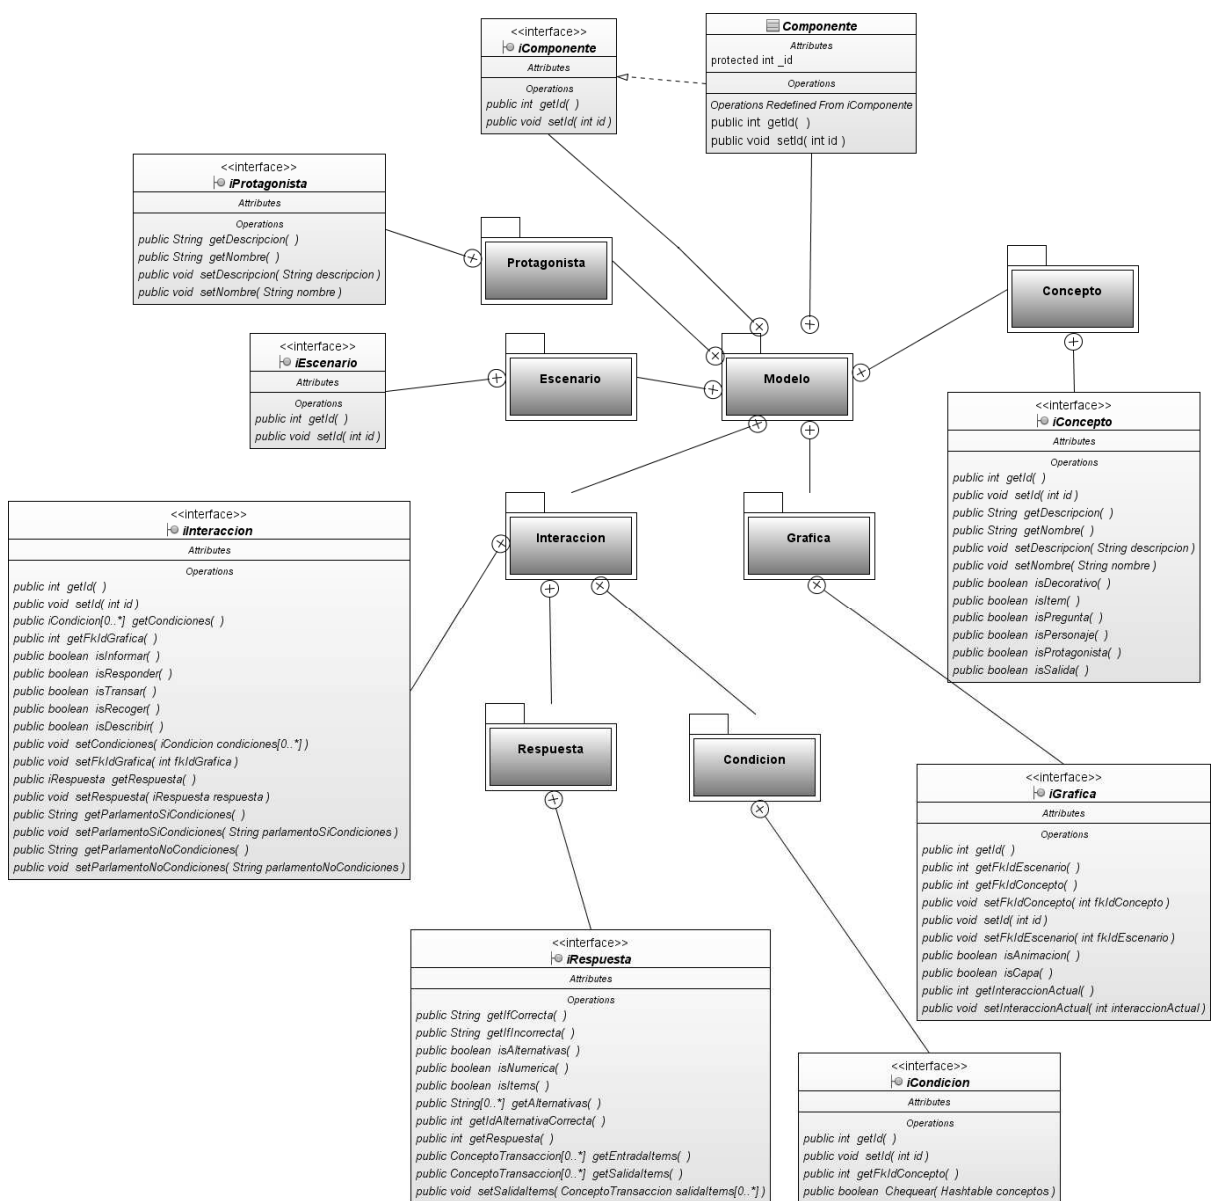 <<interface>>
iComponente
Attributes
Operations
public int getId( )
public void setId( int id )
Componente
Attributes
protected int _id
Operations
Operations Redefined From iComponente
public int getId( )
public void setId( int id )
<<interface>>
iProtagonista
Attributes
Operations
public String getDescripcion( )
public String getNombre( )
public void setDescripcion( String descripcion )
public void setNombre( String nombre )
Protagonista
Concepto
<<interface>>
iEscenario
Attributes
Operations
public int getId( )
public void setId( int id )
Escenario
Modelo
<<interface>>
iConcepto
Attributes
Operations
public int getId( )
public void setId( int id )
public String getDescripcion( )
public String getNombre( )
public void setDescripcion( String descripcion )
public void setNombre( String nombre )
public boolean isDecorativo( )
public boolean isItem( )
public boolean isPregunta( )
public boolean isPersonaje( )
public boolean isProtagonista( )
public boolean isSalida( )
<<interface>>
iInteraccion
Attributes
Operations
public int getId( )
public void setId( int id )
public iCondicion[0..*] getCondiciones( )
public int getFkIdGrafica( )
public boolean isInformar( )
public boolean isResponder( )
public boolean isTransar( )
public boolean isRecoger( )
public boolean isDescribir( )
public void setCondiciones( iCondicion condiciones[0..*] )
public void setFkIdGrafica( int fkIdGrafica )
public iRespuesta getRespuesta( )
public void setRespuesta( iRespuesta respuesta )
public String getParlamentoSiCondiciones( )
public void setParlamentoSiCondiciones( String parlamentoSiCondiciones )
public String getParlamentoNoCondiciones( )
public void setParlamentoNoCondiciones( String parlamentoNoCondiciones )
Interaccion
Grafica
Respuesta
Condicion
<<interface>>
iGrafica
Attributes
Operations
public int getId( )
public int getFkIdEscenario( )
public int getFkIdConcepto( )
public void setFkIdConcepto( int fkIdConcepto )
public void setId( int id )
public void setFkIdEscenario( int fkIdEscenario )
public boolean isAnimacion( )
public boolean isCapa( )
public int getInteraccionActual( )
public void setInteraccionActual( int interaccionActual )
<<interface>>
iRespuesta
Attributes
Operations
public String getIfCorrecta( )
public String getIfIncorrecta( )
public boolean isAlternativas( )
public boolean isNumerica( )
public boolean isItems( )
public String[0..*] getAlternativas( )
public int getIdAlternativaCorrecta( )
public int getRespuesta( )
public ConceptoTransaccion[0..*] getEntradaItems( )
public ConceptoTransaccion[0..*] getSalidaItems( )
public void setSalidaItems( ConceptoTransaccion salidaItems[0..*] )
<<interface>>
iCondicion
Attributes
Operations
public int getId( )
public void setId( int id )
public int getFkIdConcepto( )
public boolean Chequear( Hashtable conceptos )